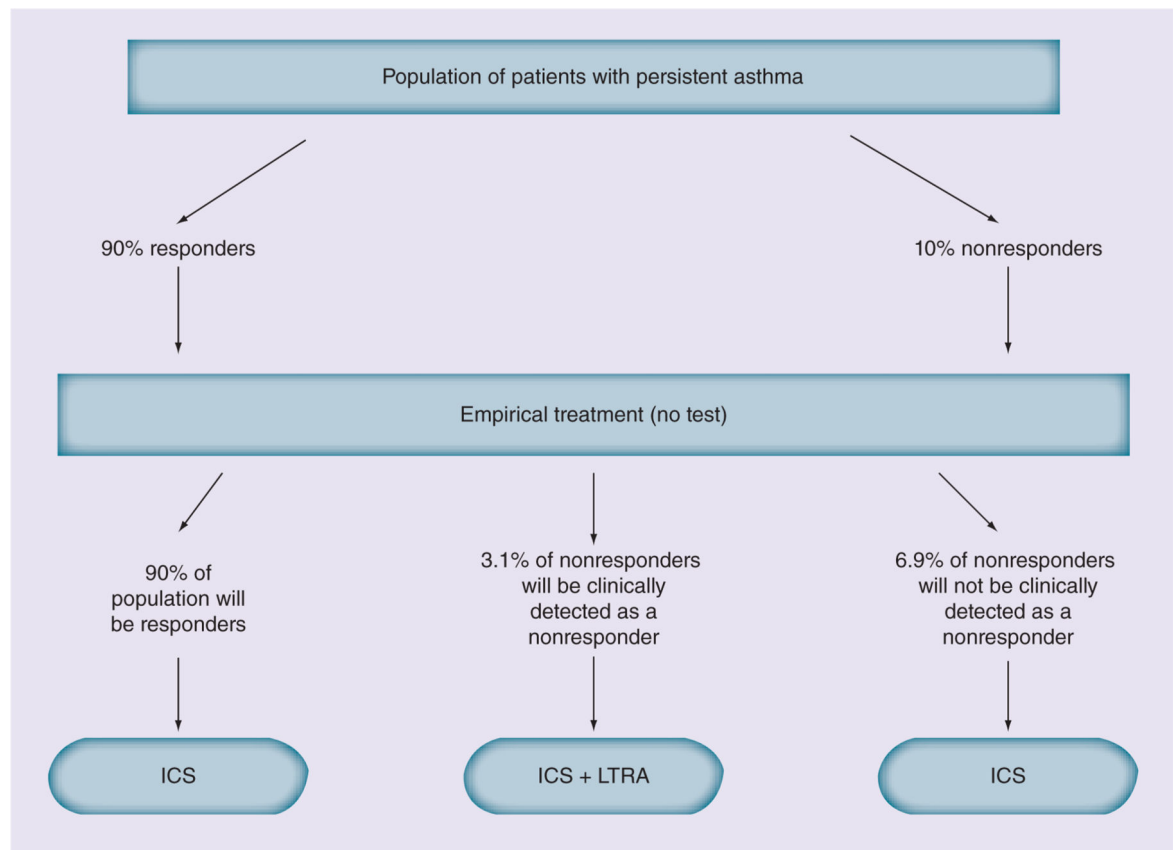 Population of patients with persistent asthma
90% responders
10% nonresponders
Empirical treatment (no test)
90% of
population will
be responders
3.1% of nonresponders
will be clinically
detected as a
nonresponder
6.9% of nonresponders
will not be clinically
detected as a
nonresponder
ICS
ICS + LTRA
ICS